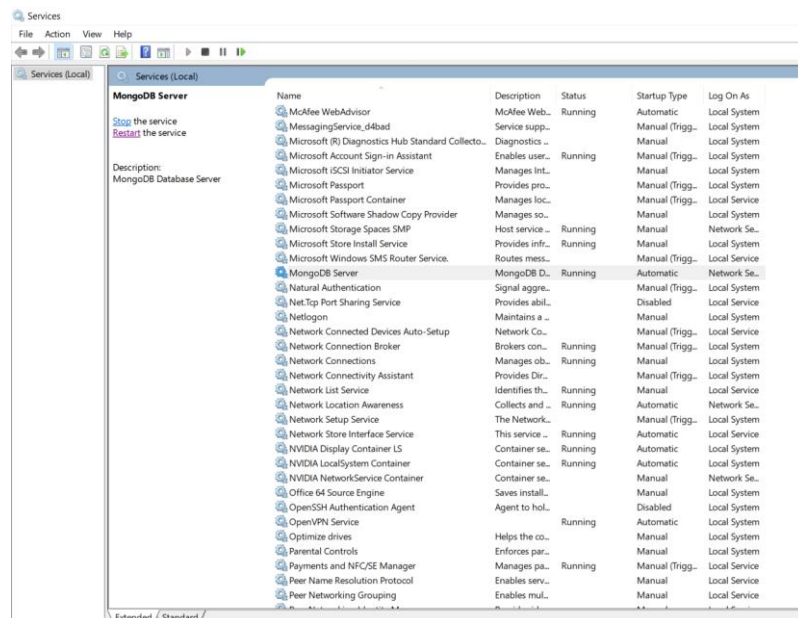 Services
File Action View Help
Services (Local)
Services (Local)
MongoDB Server
Stop the service
Restart the service
Description:
MongoDB Database Server
Name Description Status Startup Type Log On As
McAfee WebAdvisor McAfee Web... Running Automatic Local System
MessagingService_d4bad Service supp... Manual (Trigg... Local System
Microsoft (R) Diagnostics Hub Standard Collecto... Diagnostics ... Manual Local System
Microsoft Account Sign-in Assistant Enables user... Running Manual (Trigg... Local System
Microsoft iSCSI Initiator Service Manages Int... Manual Local System
Microsoft Passport Provides pro... Manual (Trigg... Local System
Microsoft Passport Container Manages loc... Manual (Trigg... Local Service
Microsoft Software Shadow Copy Provider Manages so... Manual Local System
Microsoft Storage Spaces SMP Host service ... Running Manual Network Se...
Microsoft Store Install Service Provides infr... Running Manual Local System
Microsoft Windows SMS Router Service. Routes mess... Manual (Trigg... Local Service
MongoDB Server MongoDB D... Running Automatic Network Se...
Natural Authentication Signal aggre... Manual (Trigg... Local System
Net.Tcp Port Sharing Service Provides abil... Disabled Local Service
Netlogon Maintains a ... Manual Local System
Network Connected Devices Auto-Setup Network Co... Manual (Trigg... Local Service
Network Connection Broker Brokers con... Running Manual (Trigg... Local System
Network Connections Manages ob... Running Manual Local System
Network Connectivity Assistant Provides Dir... Manual (Trigg... Local System
Network List Service Identifies th... Running Manual Local Service
Network Location Awareness Collects and ... Running Automatic Network Se...
Network Setup Service The Network... Manual (Trigg... Local System
Network Store Interface Service This service ... Running Automatic Local Service
NVIDIA Display Container LS Container se... Running Automatic Local System
NVIDIA LocalSystem Container Container se... Running Automatic Local System
NVIDIA NetworkService Container Container se... Manual Network Se...
Office 64 Source Engine Saves install... Manual Local System
OpenSSH Authentication Agent Agent to hol... Disabled Local System
OpenVPN Service Running Automatic Local System
Optimize drives Helps the co... Manual Local System
Parental Controls Enforces par... Manual Local System
Payments and NFC/SE Manager Manages pa... Running Manual (Trigg... Local Service
Peer Name Resolution Protocol Enables serv... Manual Local Service
Peer Networking Grouping Enables mul... Manual Local Service
Extended Standard